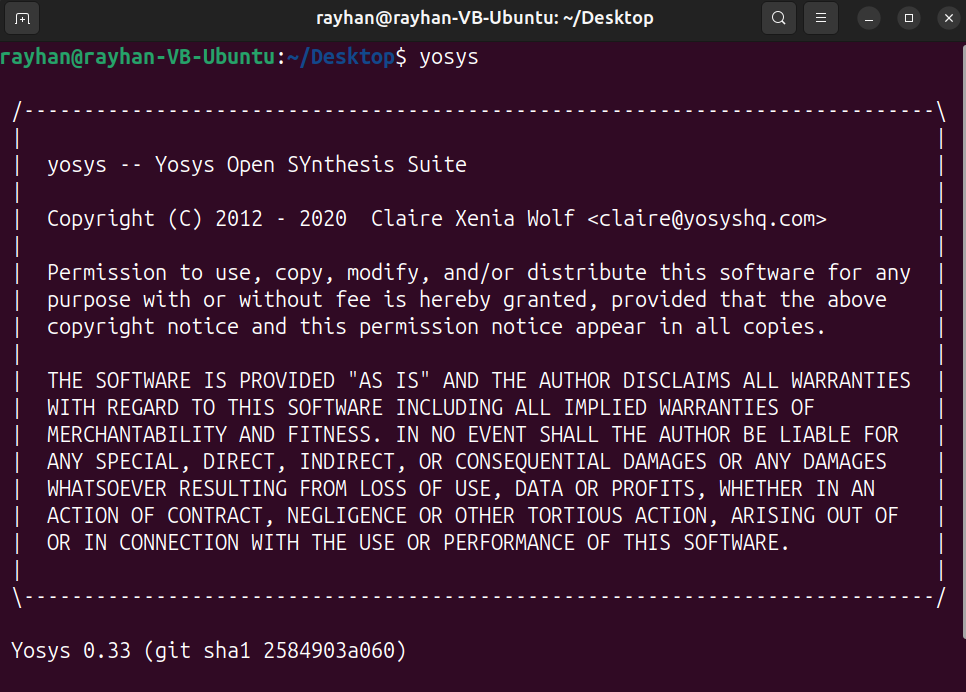 rayhan@rayhan-VB-Ubuntu: ~/Desktop
rayhan@rayhan-VB-Ubuntu:~/Desktop$ yosys
/----------------------------------------------------------------------------\
|                                                                            |
|  yosys -- Yosys Open SYnthesis Suite                                       |
|                                                                            |
|  Copyright (C) 2012 - 2020  Claire Xenia Wolf <claire@yosyshq.com>         |
|                                                                            |
|  Permission to use, copy, modify, and/or distribute this software for any  |
|  purpose with or without fee is hereby granted, provided that the above    |
|  copyright notice and this permission notice appear in all copies.         |
|                                                                            |
|  THE SOFTWARE IS PROVIDED "AS IS" AND THE AUTHOR DISCLAIMS ALL WARRANTIES  |
|  WITH REGARD TO THIS SOFTWARE INCLUDING ALL IMPLIED WARRANTIES OF          |
|  MERCHANTABILITY AND FITNESS. IN NO EVENT SHALL THE AUTHOR BE LIABLE FOR   |
|  ANY SPECIAL, DIRECT, INDIRECT, OR CONSEQUENTIAL DAMAGES OR ANY DAMAGES    |
|  WHATSOEVER RESULTING FROM LOSS OF USE, DATA OR PROFITS, WHETHER IN AN     |
|  ACTION OF CONTRACT, NEGLIGENCE OR OTHER TORTIOUS ACTION, ARISING OUT OF   |
|  OR IN CONNECTION WITH THE USE OR PERFORMANCE OF THIS SOFTWARE.            |
|                                                                            |
\----------------------------------------------------------------------------/
Yosys 0.33 (git sha1 2584903a060)